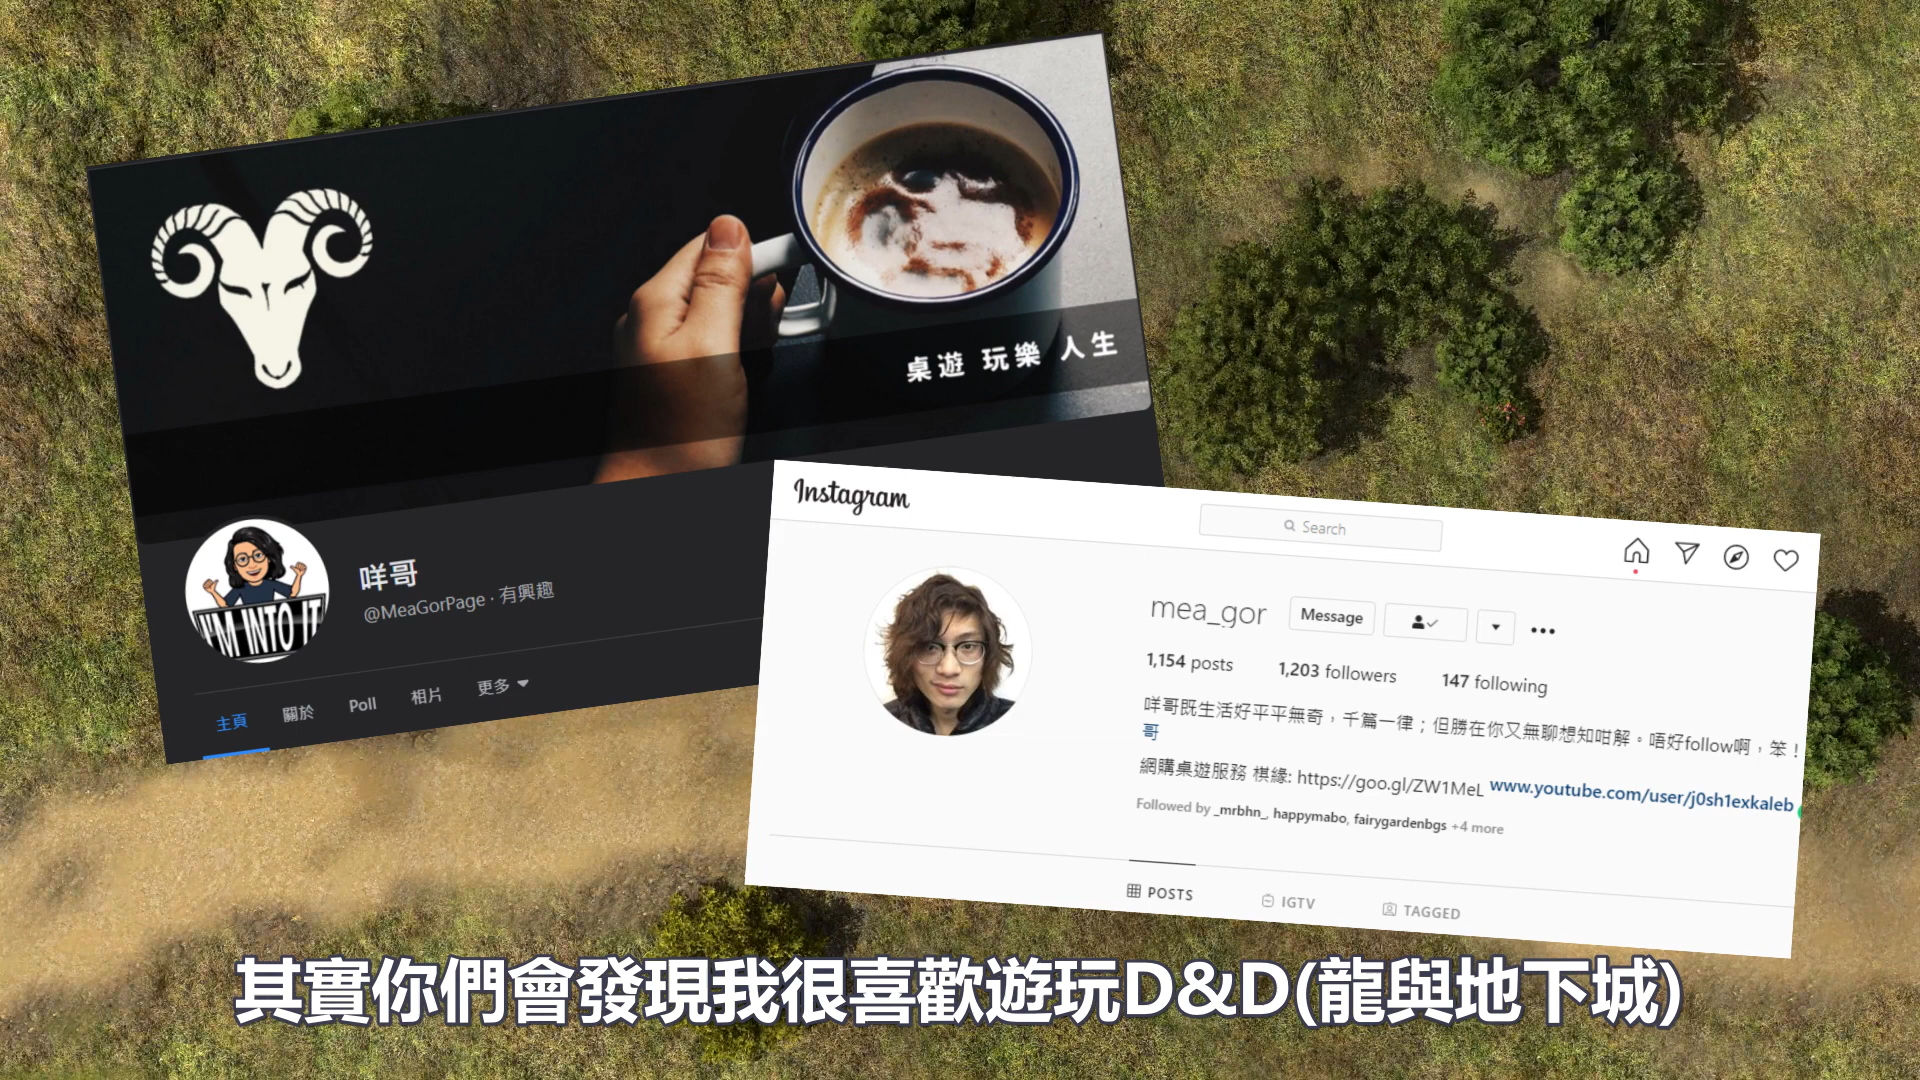 桌遊 玩樂 人生
I'M INTO IT
咩哥
@MeaGorPage · 有興趣
主頁 關於 Poll 相片 更多
Instagram
Search
mea_gor Message
1,154 posts 1,203 followers 147 following
咩哥既生活好平平無奇，千篇一律；但勝在你又無聊想知咁解。唔好follow啊，笨！
哥
網購桌遊服務 棋緣: https://goo.gl/ZW1MeL www.youtube.com/user/j0sh1exkaleb
Followed by _mrbhn_, happymabo, fairygardenbgs +4 more
POSTS IGTV TAGGED
其實你們會發現我很喜歡遊玩D&D(龍與地下城)